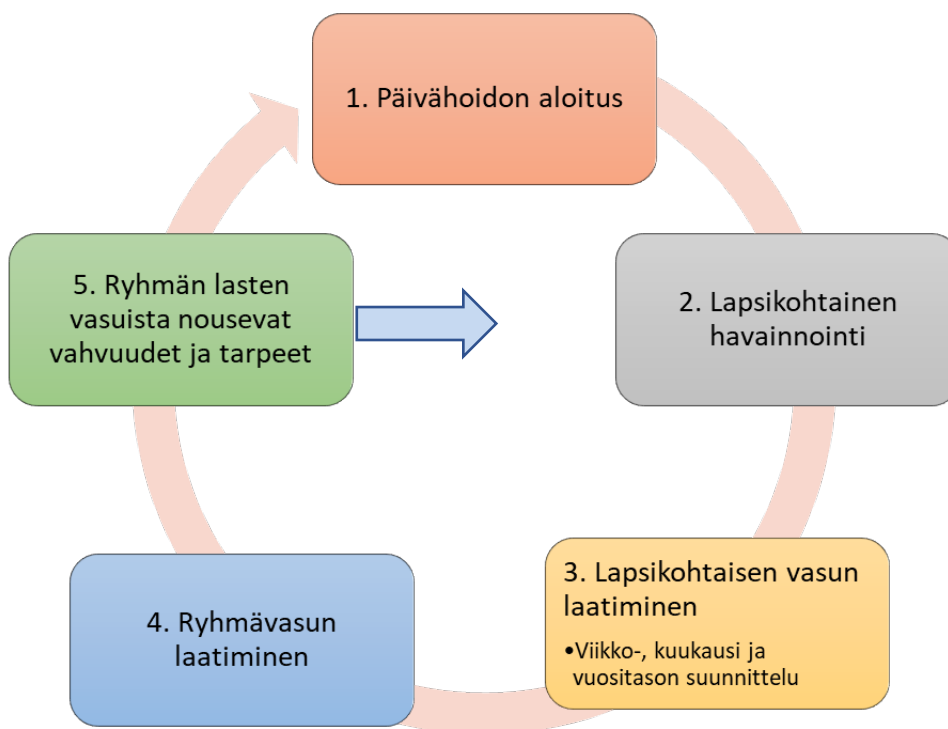 1. Päivähoidon aloitus
2. Lapsikohtainen
havainnointi
3. Lapsikohtaisen vasun
laatiminen
•Viikko-, kuukausi ja
vuositason suunnittelu
4. Ryhmävasun
laatiminen
5. Ryhmän lasten
vasuista nousevat
vahvuudet ja tarpeet